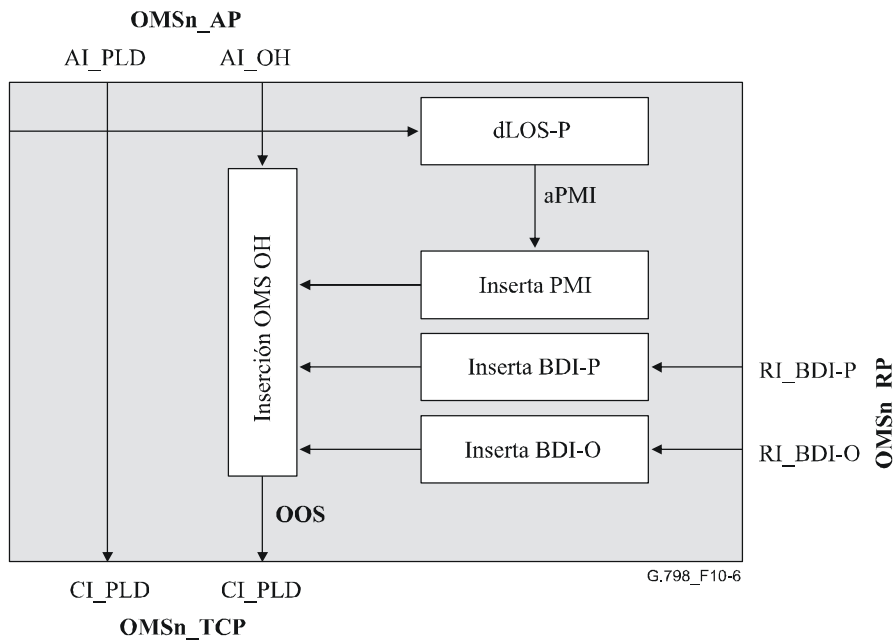 OMSn_AP
AI_PLD
AI_OH
dLOS-P
aPMI
Inserción OMS OH
Inserta PMI
Inserta BDI-P
RI_BDI-P
Inserta BDI-O
RI_BDI-O
OMSn_RP
OOS
G.798_F10-6
CI_PLD
CI_PLD
OMSn_TCP